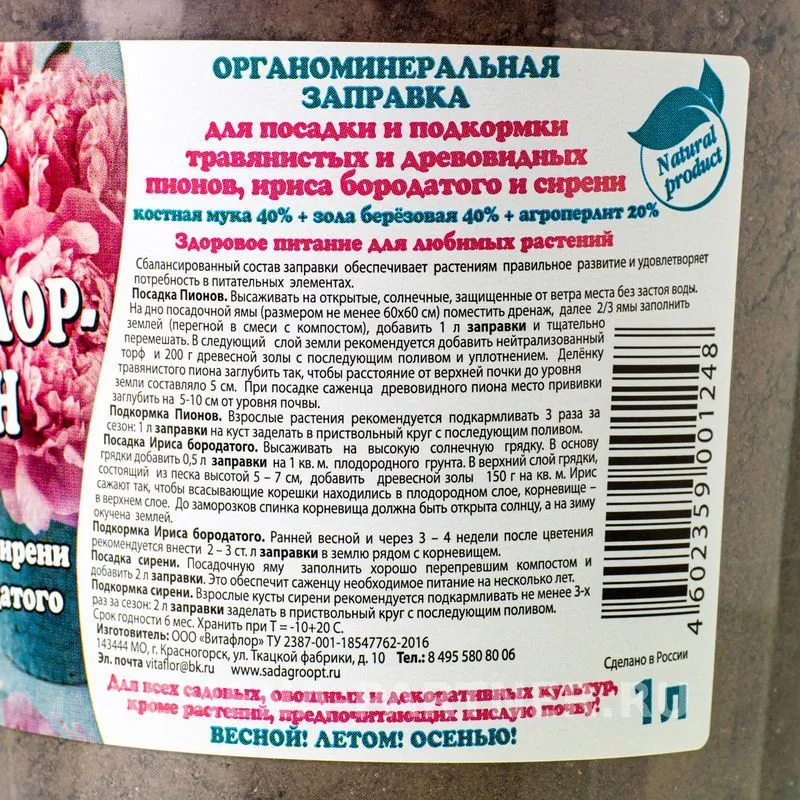 ОРГАНОМИНЕРАЛЬНАЯ
ЗАПРАВКА
для посадки и подкормки
травянистых и древовидных
пионов, ириса бородатого и сирени
костная мука 40% + зола берёзовая 40% + агроперлит 20%
Здоровое питание для любимых растений
Natural
product
Сбалансированный состав заправки обеспечивает растениям правильное развитие и удовлетворяет
потребность в питательных элементах.
Посадка Пионов. Высаживать на открытые, солнечные, защищенные от ветра места без застоя воды.
На дно посадочной ямы (размером не менее 60х60 см) поместить дренаж, далее 2/3 ямы заполнить
землей (перегной в смеси с компостом), добавить 1 л заправки и тщательно
перемешать. В следующий слой земли рекомендуется добавить нейтрализованный
торф и 200 г древесной золы с последующим поливом и уплотнением. Делёнку
травянистого пиона заглубить так, чтобы расстояние от верхней почки до уровня
земли составляло 5 см. При посадке саженца древовидного пиона место прививки
заглубить на 5-10 см от уровня почвы.
Подкормка Пионов. Взрослые растения рекомендуется подкармливать 3 раза за
сезон: 1 л заправки на куст заделать в приствольный круг с последующим поливом.
Посадка Ириса бородатого. Высаживать на высокую солнечную грядку. В основу
грядки добавить 0,5 л заправки на 1 кв. м. плодородного грунта. В верхний слой грядки,
состоящий из песка высотой 5 – 7 см, добавить древесной золы 150 г на кв. м. Ирис
сажают так, чтобы всасывающие корешки находились в плодородном слое, корневище –
в верхнем слое. До заморозков спинка корневища должна быть открыта солнцу, а на зиму
окучена землей.
Подкормка Ириса бородатого. Ранней весной и через 3 – 4 недели после цветения
рекомендуется внести 2 – 3 ст. л заправки в землю рядом с корневищем.
Посадка сирени. Посадочную яму заполнить хорошо перепревшим компостом и
добавить 2 л заправки. Это обеспечит саженцу необходимое питание на несколько лет.
Подкормка сирени. Взрослые кусты сирени рекомендуется подкармливать не менее 3-х
раз за сезон: 2 л заправки заделать в приствольный круг с последующим поливом.
Срок годности 6 мес. Хранить при Т = -10+20 С.
Изготовитель: ООО «Витафлор» ТУ 2387-001-18547762-2016
143444 МО, г. Красногорск, ул. Ткацкой фабрики, д. 10 Тел.: 8 495 580 80 06
Эл. почта vitaflor@bk.ru www.sadagroopt.ru
4 602359 001248
Сделано в России
Для всех садовых, овощных и декоративных культур,
кроме растений, предпочитающих кислую почву!
ВЕСНОЙ! ЛЕТОМ! ОСЕНЬЮ!
1 л
ЛОР-
Н
сирени
атого
.RU